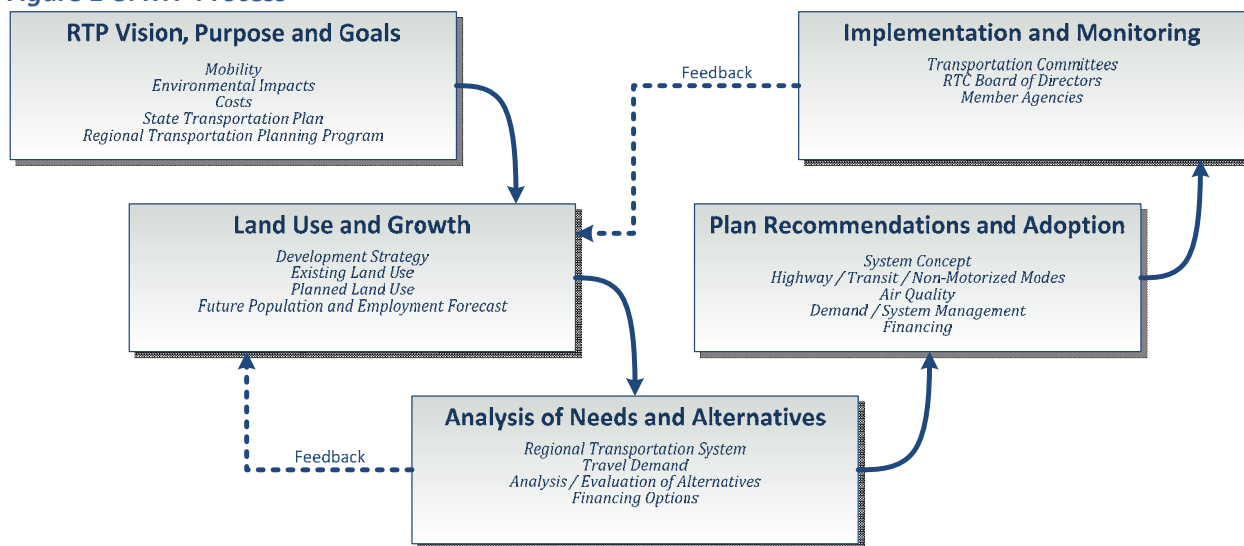 RTP Vision, Purpose and Goals
Mobility
Environmental Impacts
Costs
State Transportation Plan
Regional Transportation Planning Program
Implementation and Monitoring
Transportation Committees
RTC Board of Directors
Member Agencies
Feedback
Land Use and Growth
Development Strategy
Existing Land Use
Planned Land Use
Future Population and Employment Forecast
Plan Recommendations and Adoption
System Concept
Highway / Transit / Non-Motorized Modes
Air Quality
Demand / System Management
Financing
Analysis of Needs and Alternatives
Regional Transportation System
Travel Demand
Analysis / Evaluation of Alternatives
Financing Options
Feedback